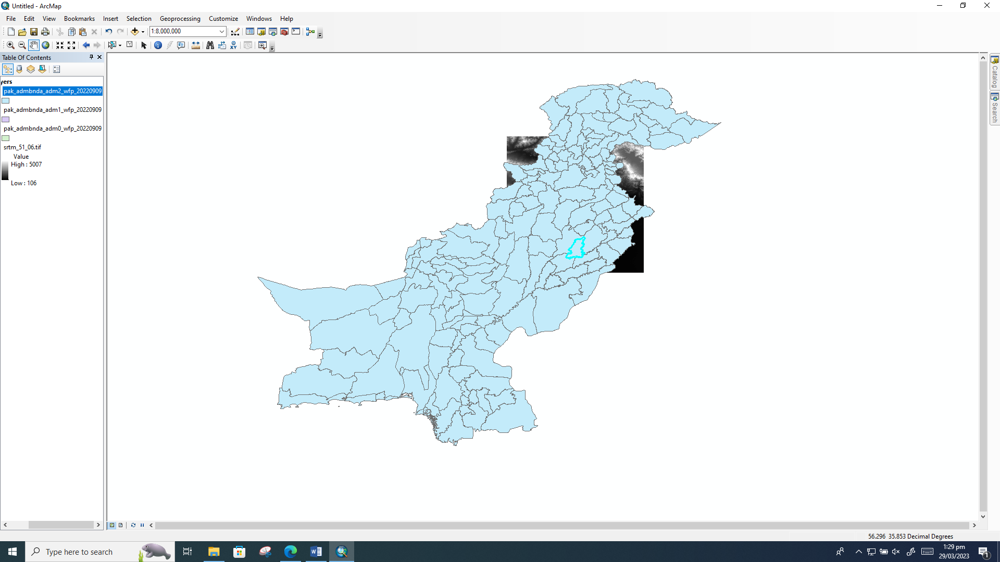 Untitled - ArcMap
File Edit View Bookmarks Insert Selection Geoprocessing Customize Windows Help
1:8,000,000
Table Of Contents
yers
pak_admbnda_adm2_wfp_20220909
pak_admbnda_adm1_wfp_20220909
pak_admbnda_adm0_wfp_20220909
srtm_51_06.tif
Value
High : 5007
Low : 106
Catalog
Search
56.296 35.853 Decimal Degrees
Type here to search
1:29 pm
29/03/2023
1